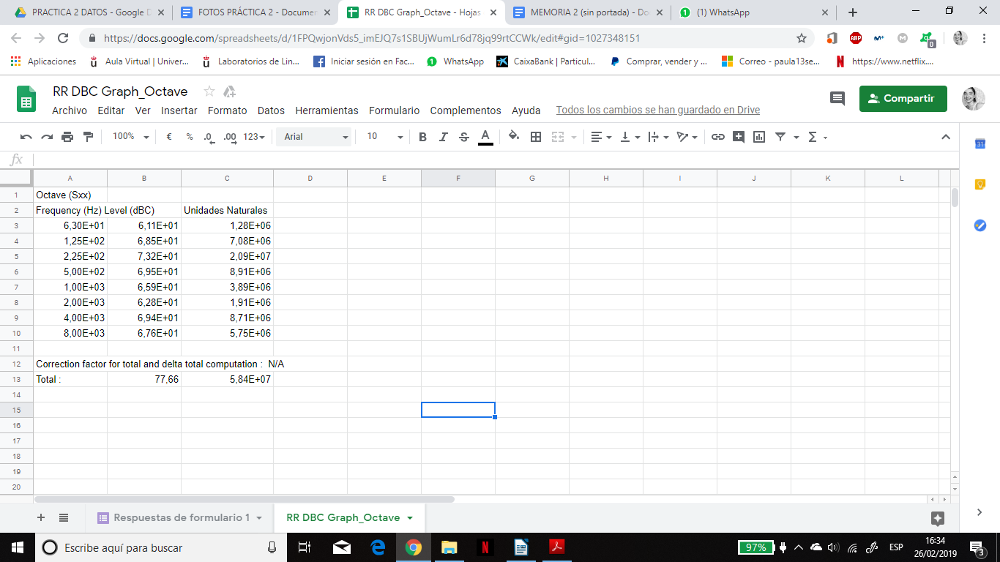 PRACTICA 2 DATOS - Google D
FOTOS PRÁCTICA 2 - Documen
RR DBC Graph_Octave - Hojas
MEMORIA 2 (sin portada) - Do
(1) WhatsApp
https://docs.google.com/spreadsheets/d/1FPQwjonVds5_imEJQ7s1SBUjWumLr6d78jq99rtCCWk/edit#gid=1027348151
ABP
0
Aplicaciones
Aula Virtual | Univer...
Laboratorios de Lin...
Iniciar sesión en Fac...
WhatsApp
CaixaBank | Particul...
Comprar, vender y ...
Correo - paula13se...
https://www.netflix....
RR DBC Graph_Octave
Compartir
Archivo Editar Ver Insertar Formato Datos Herramientas Formulario Complementos Ayuda Todos los cambios se han guardado en Drive
100% € % .0 .00 123 Arial 10 B I S A
31
fx
A B C D E F G H I J K L
1 Octave (Sxx)
2 Frequency (Hz) Level (dBC) Unidades Naturales
3 6,30E+01 6,11E+01 1,28E+06
4 1,25E+02 6,85E+01 7,08E+06
5 2,25E+02 7,32E+01 2,09E+07
6 5,00E+02 6,95E+01 8,91E+06
7 1,00E+03 6,59E+01 3,89E+06
8 2,00E+03 6,28E+01 1,91E+06
9 4,00E+03 6,94E+01 8,71E+06
10 8,00E+03 6,76E+01 5,75E+06
11
12 Correction factor for total and delta total computation : N/A
13 Total : 77,66 5,84E+07
14
15
16
17
18
19
20
Respuestas de formulario 1
RR DBC Graph_Octave
Escribe aquí para buscar
97%
ESP
16:34
26/02/2019
3